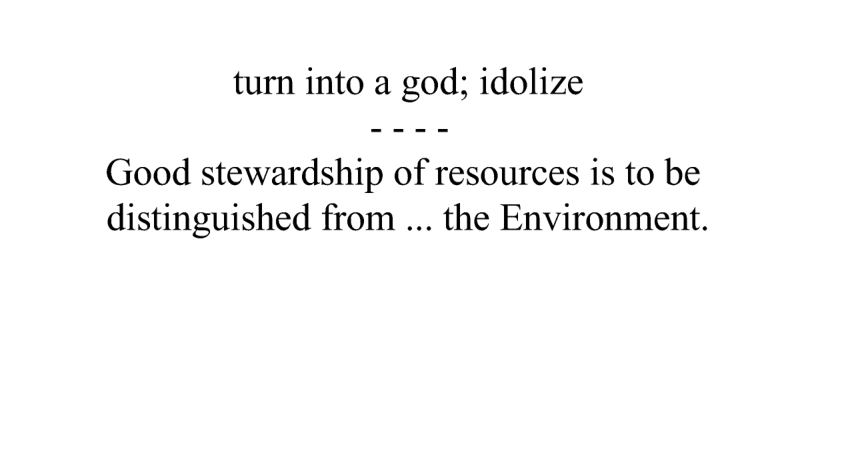 turn into a god; idolize
- - - -
Good stewardship of resources is to be
distinguished from ... the Environment.